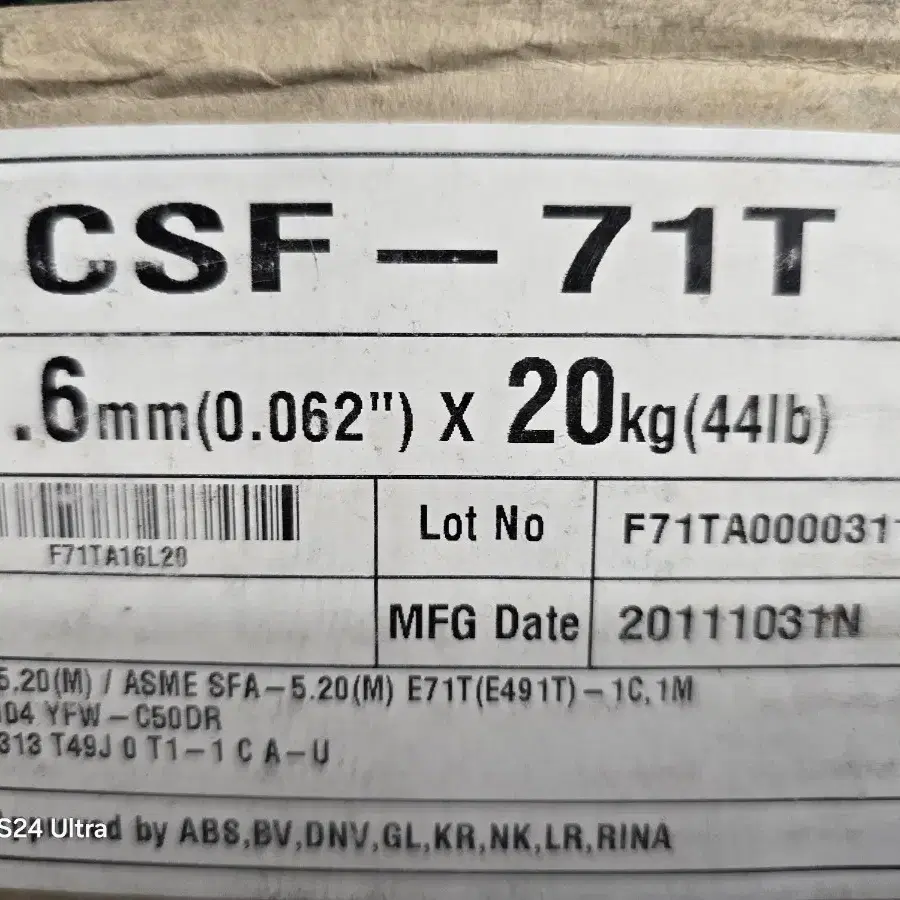 CSF-71T
.6mm(0.062") X 20kg(44lb)
F71TA16L20
Lot No
F71TA0000311
MFG Date
20111031N
5.20(M) / ASME SFA-5.20(M) E71T(E491T)-1C,1M
YFW-C50DR
313 T49J 0 T1-1 C A-U
by ABS,BV,DNV,GL,KR,NK,LR,RINA
S24 Ultra